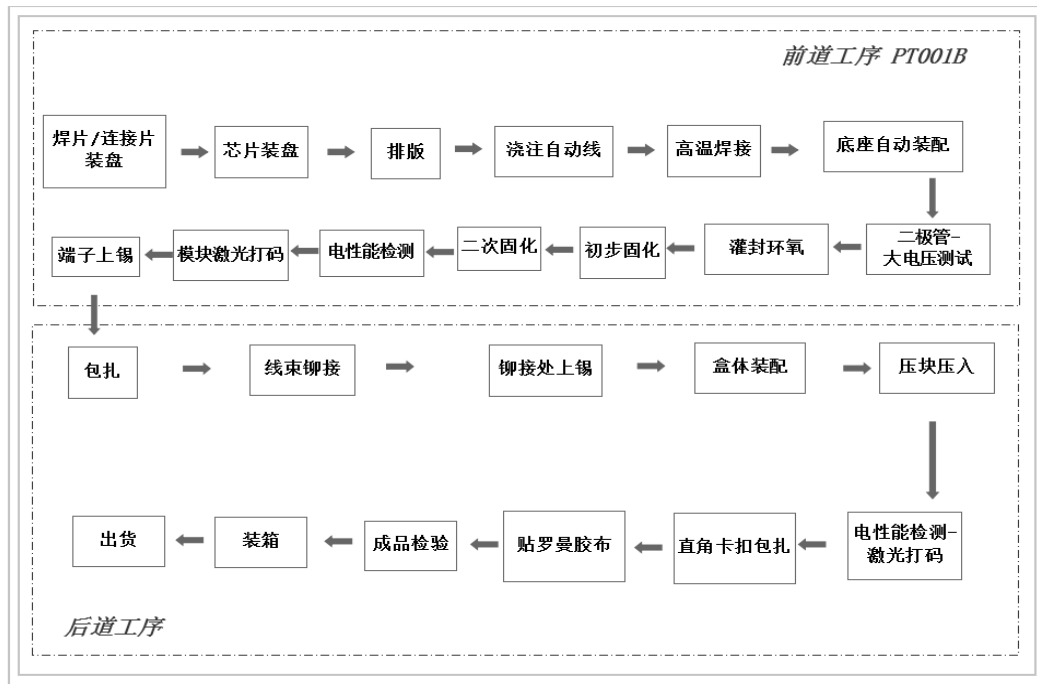 前道工序 PT001B
焊片/连接片
装盘
芯片装盘
排版
浇注自动线
高温焊接
底座自动装配
二极管-
大电压测试
灌封环氧
初步固化
二次固化
电性能检测
模块激光打码
端子上锡
包扎
线束铆接
铆接处上锡
盒体装配
压块压入
电性能检测-
激光打码
直角卡扣包扎
贴罗曼胶布
成品检验
装箱
出货
后道工序